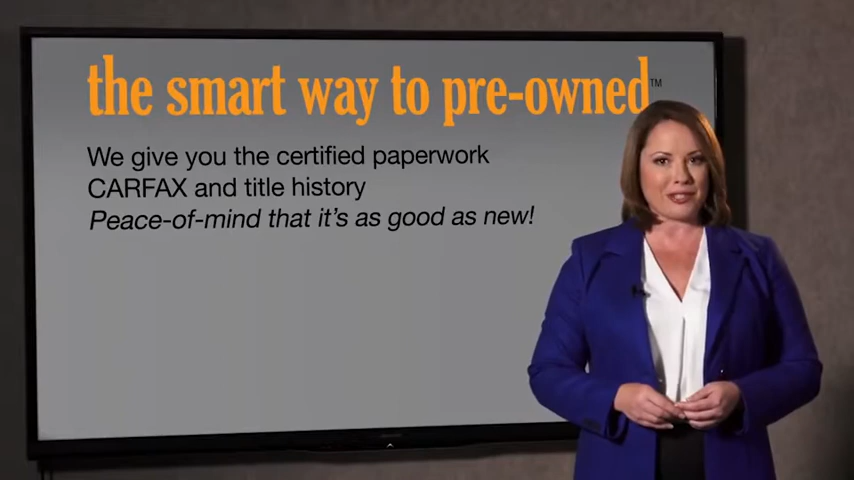 the smart way to pre-owned™
We give you the certified paperwork
CARFAX and title history
Peace-of-mind that it's as good as new!